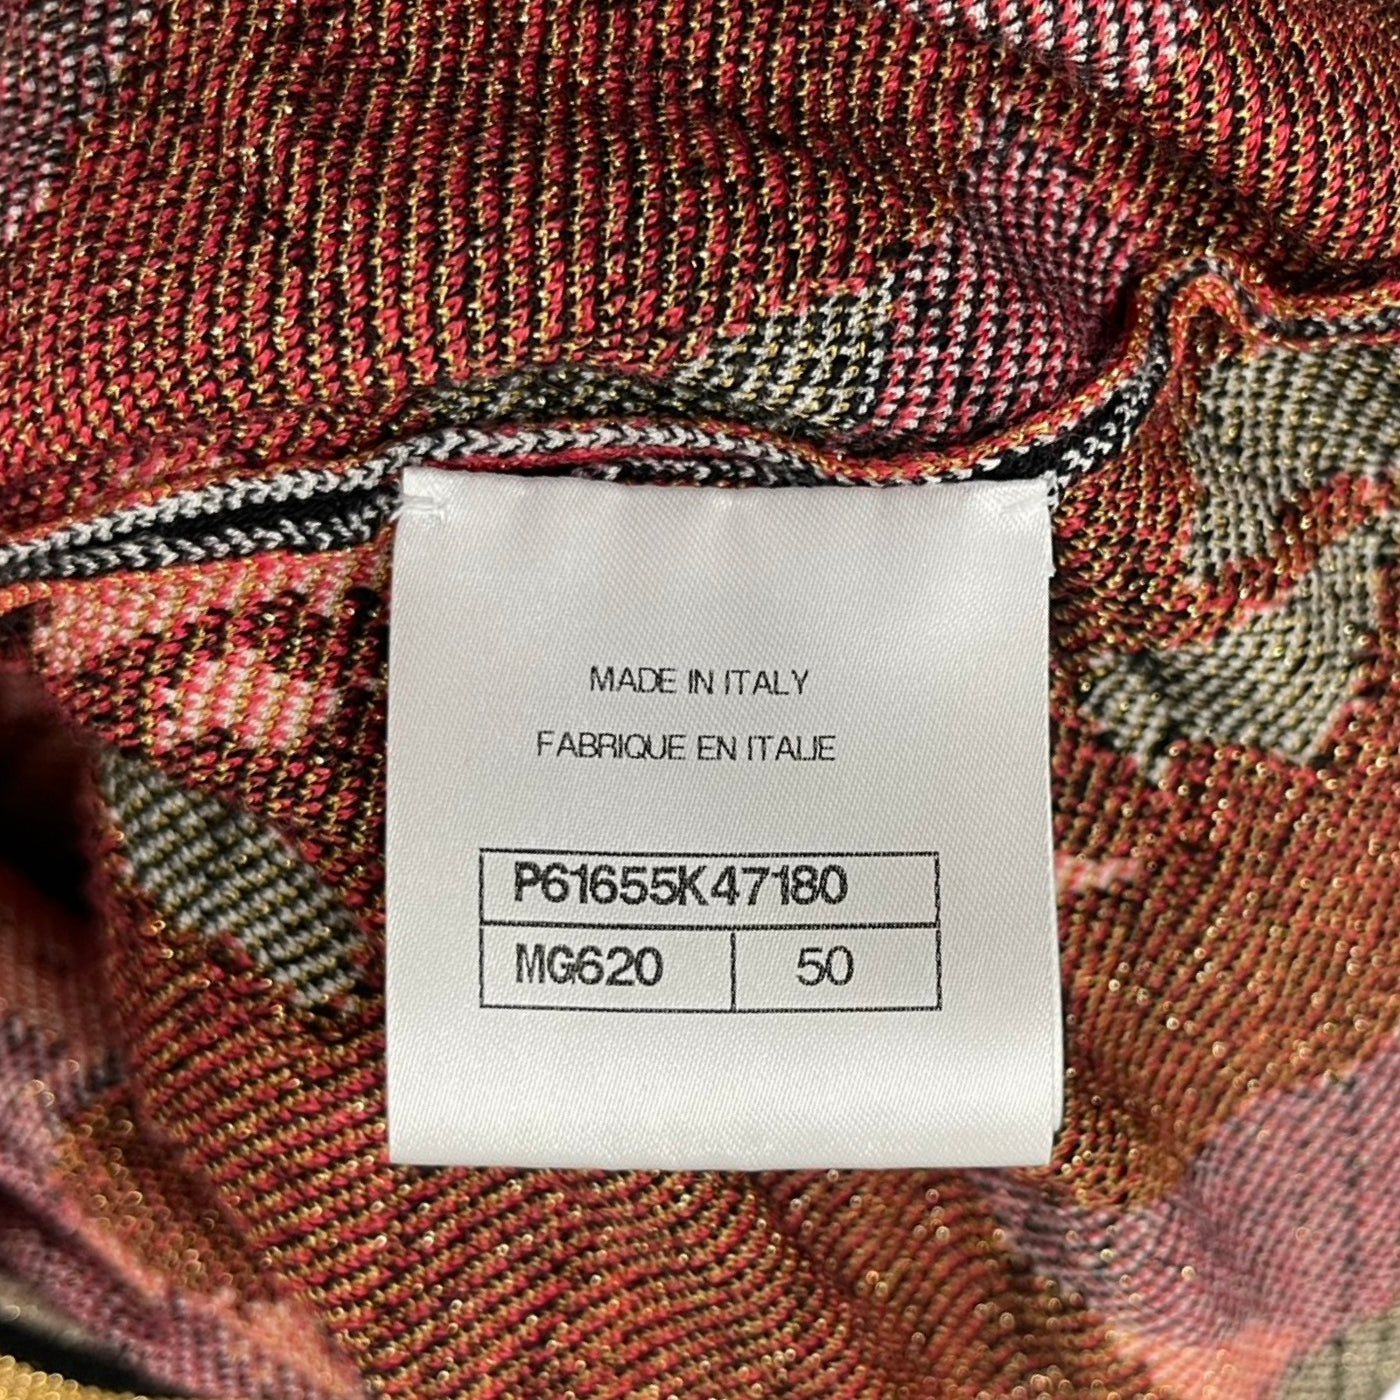 MADE IN ITALY
FABRIQUE EN ITALIE
P61655K47180
MG620 50